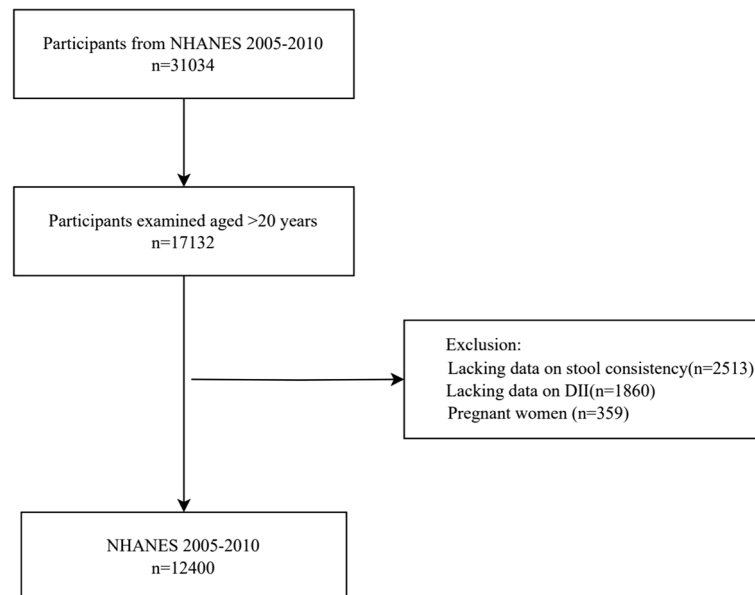 Participants from NHANES 2005-2010
n=31034
Participants examined aged >20 years
n=17132
Exclusion:
Lacking data on stool consistency(n=2513)
Lacking data on DII(n=1860)
Pregnant women (n=359)
NHANES 2005-2010
n=12400